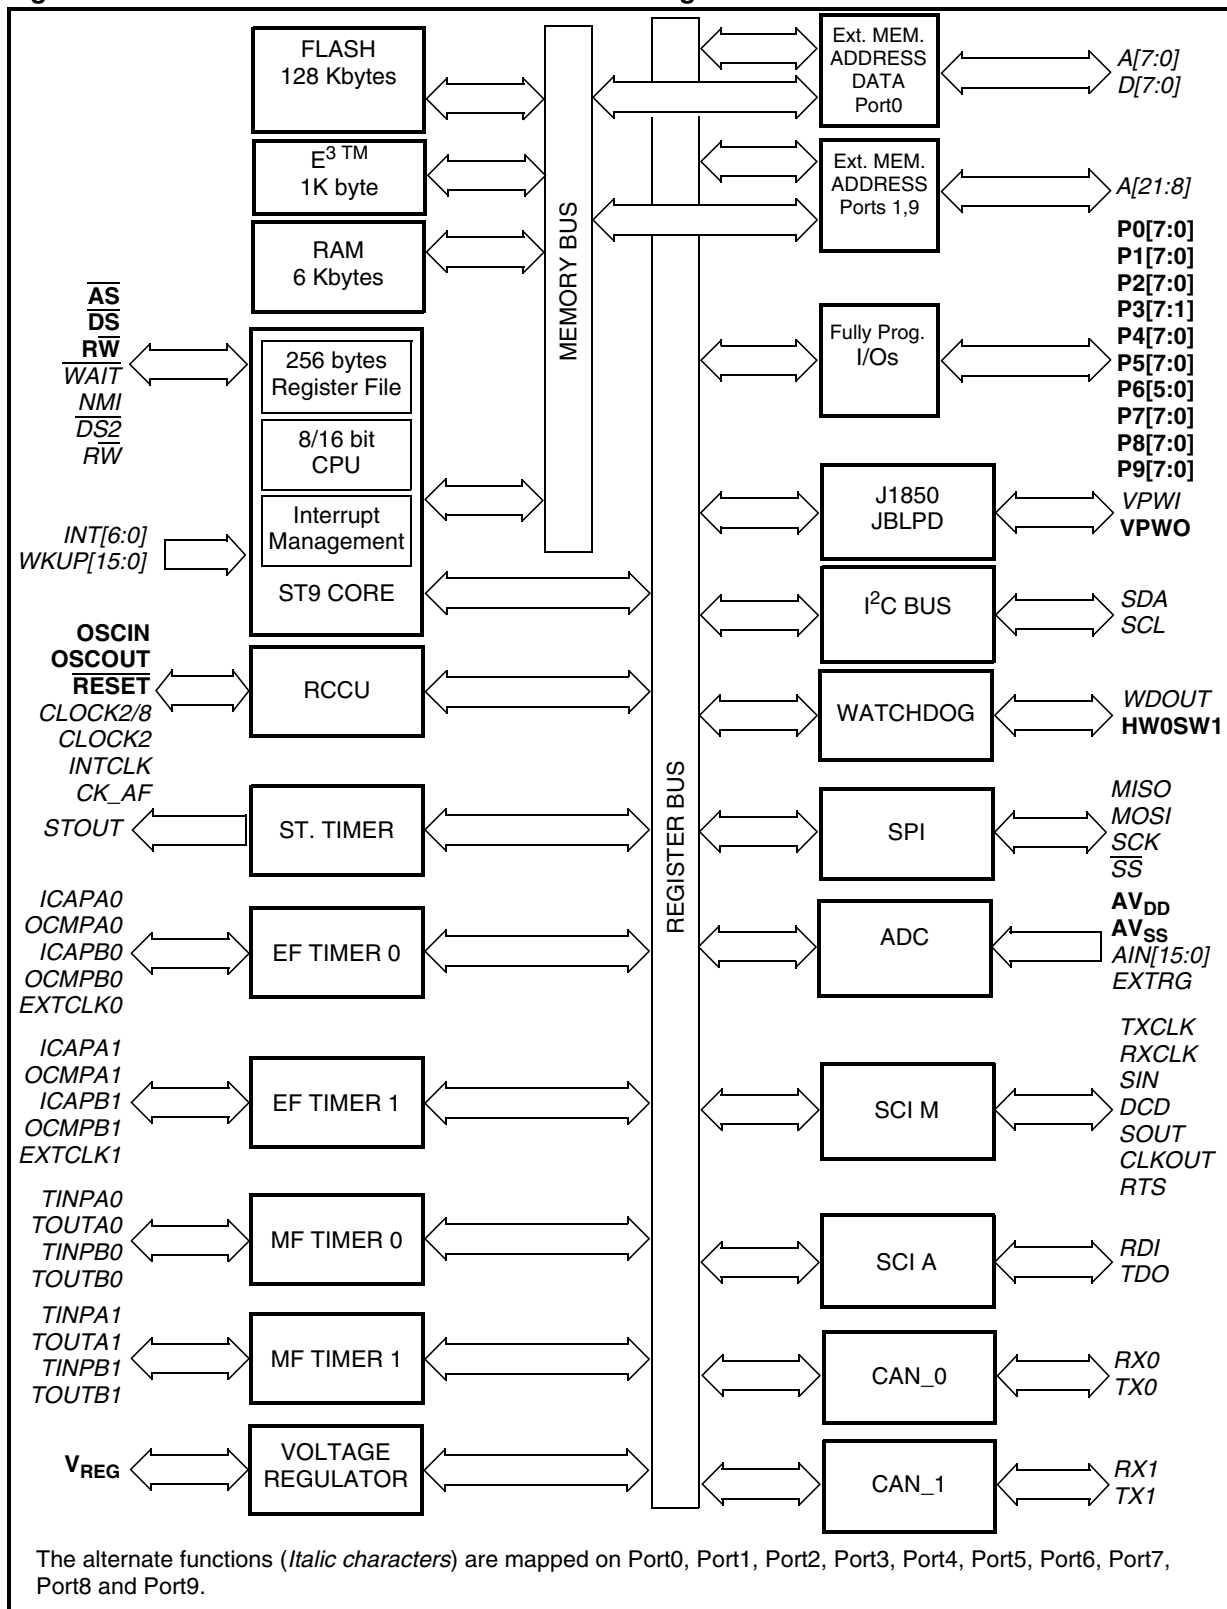 FLASH
128 Kbytes
E³ ™
1K byte
RAM
6 Kbytes
A̅S̅
D̅S̅
RW̅
W̅A̅I̅T̅
NMI
D̅S̅2̅
RW̅
256 bytes
Register File
8/16 bit
CPU
Interrupt
Management
ST9 CORE
INT[6:0]
WKUP[15:0]
OSCIN
OSCOUT
R̅E̅S̅E̅T̅
CLOCK2/8
CLOCK2
INTCLK
CK_AF
RCCU
STOUT
ST. TIMER
ICAPA0
OCMPA0
ICAPB0
OCMPB0
EXTCLK0
EF TIMER 0
ICAPA1
OCMPA1
ICAPB1
OCMPB1
EXTCLK1
EF TIMER 1
TINPA0
TOUTA0
TINPB0
TOUTB0
MF TIMER 0
TINPA1
TOUTA1
TINPB1
TOUTB1
MF TIMER 1
V_REG
VOLTAGE
REGULATOR
MEMORY BUS
REGISTER BUS
Ext. MEM.
ADDRESS
DATA
Port0
A[7:0]
D[7:0]
Ext. MEM.
ADDRESS
Ports 1,9
A[21:8]
Fully Prog.
I/Os
P0[7:0]
P1[7:0]
P2[7:0]
P3[7:1]
P4[7:0]
P5[7:0]
P6[5:0]
P7[7:0]
P8[7:0]
P9[7:0]
J1850
JBLPD
VPWI
VPWO
I²C BUS
SDA
SCL
WATCHDOG
WDOUT
HW0SW1
SPI
MISO
MOSI
SCK
S̅S̅
ADC
AV_DD
AV_SS
AIN[15:0]
EXTRG
SCI M
TXCLK
RXCLK
SIN
DCD
SOUT
CLKOUT
RTS
SCI A
RDI
TDO
CAN_0
RX0
TX0
CAN_1
RX1
TX1
The alternate functions (Italic characters) are mapped on Port0, Port1, Port2, Port3, Port4, Port5, Port6, Port7,
Port8 and Port9.